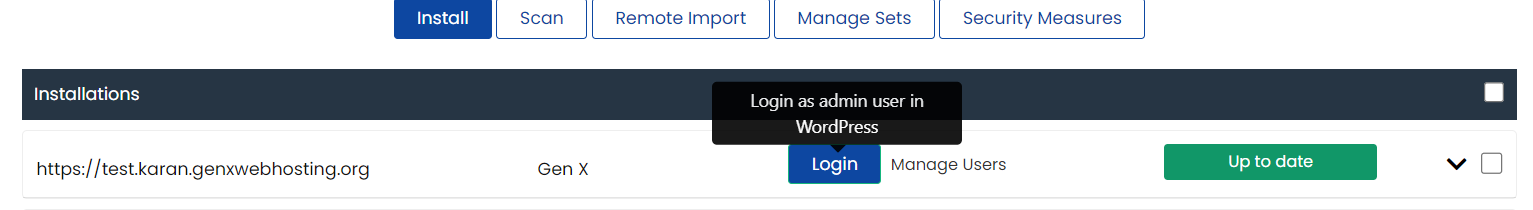 Install Scan Remote Import Manage Sets Security Measures
Installations
Login as admin user in
WordPress
https://test.karan.genxwebhosting.org Gen X Login Manage Users Up to date